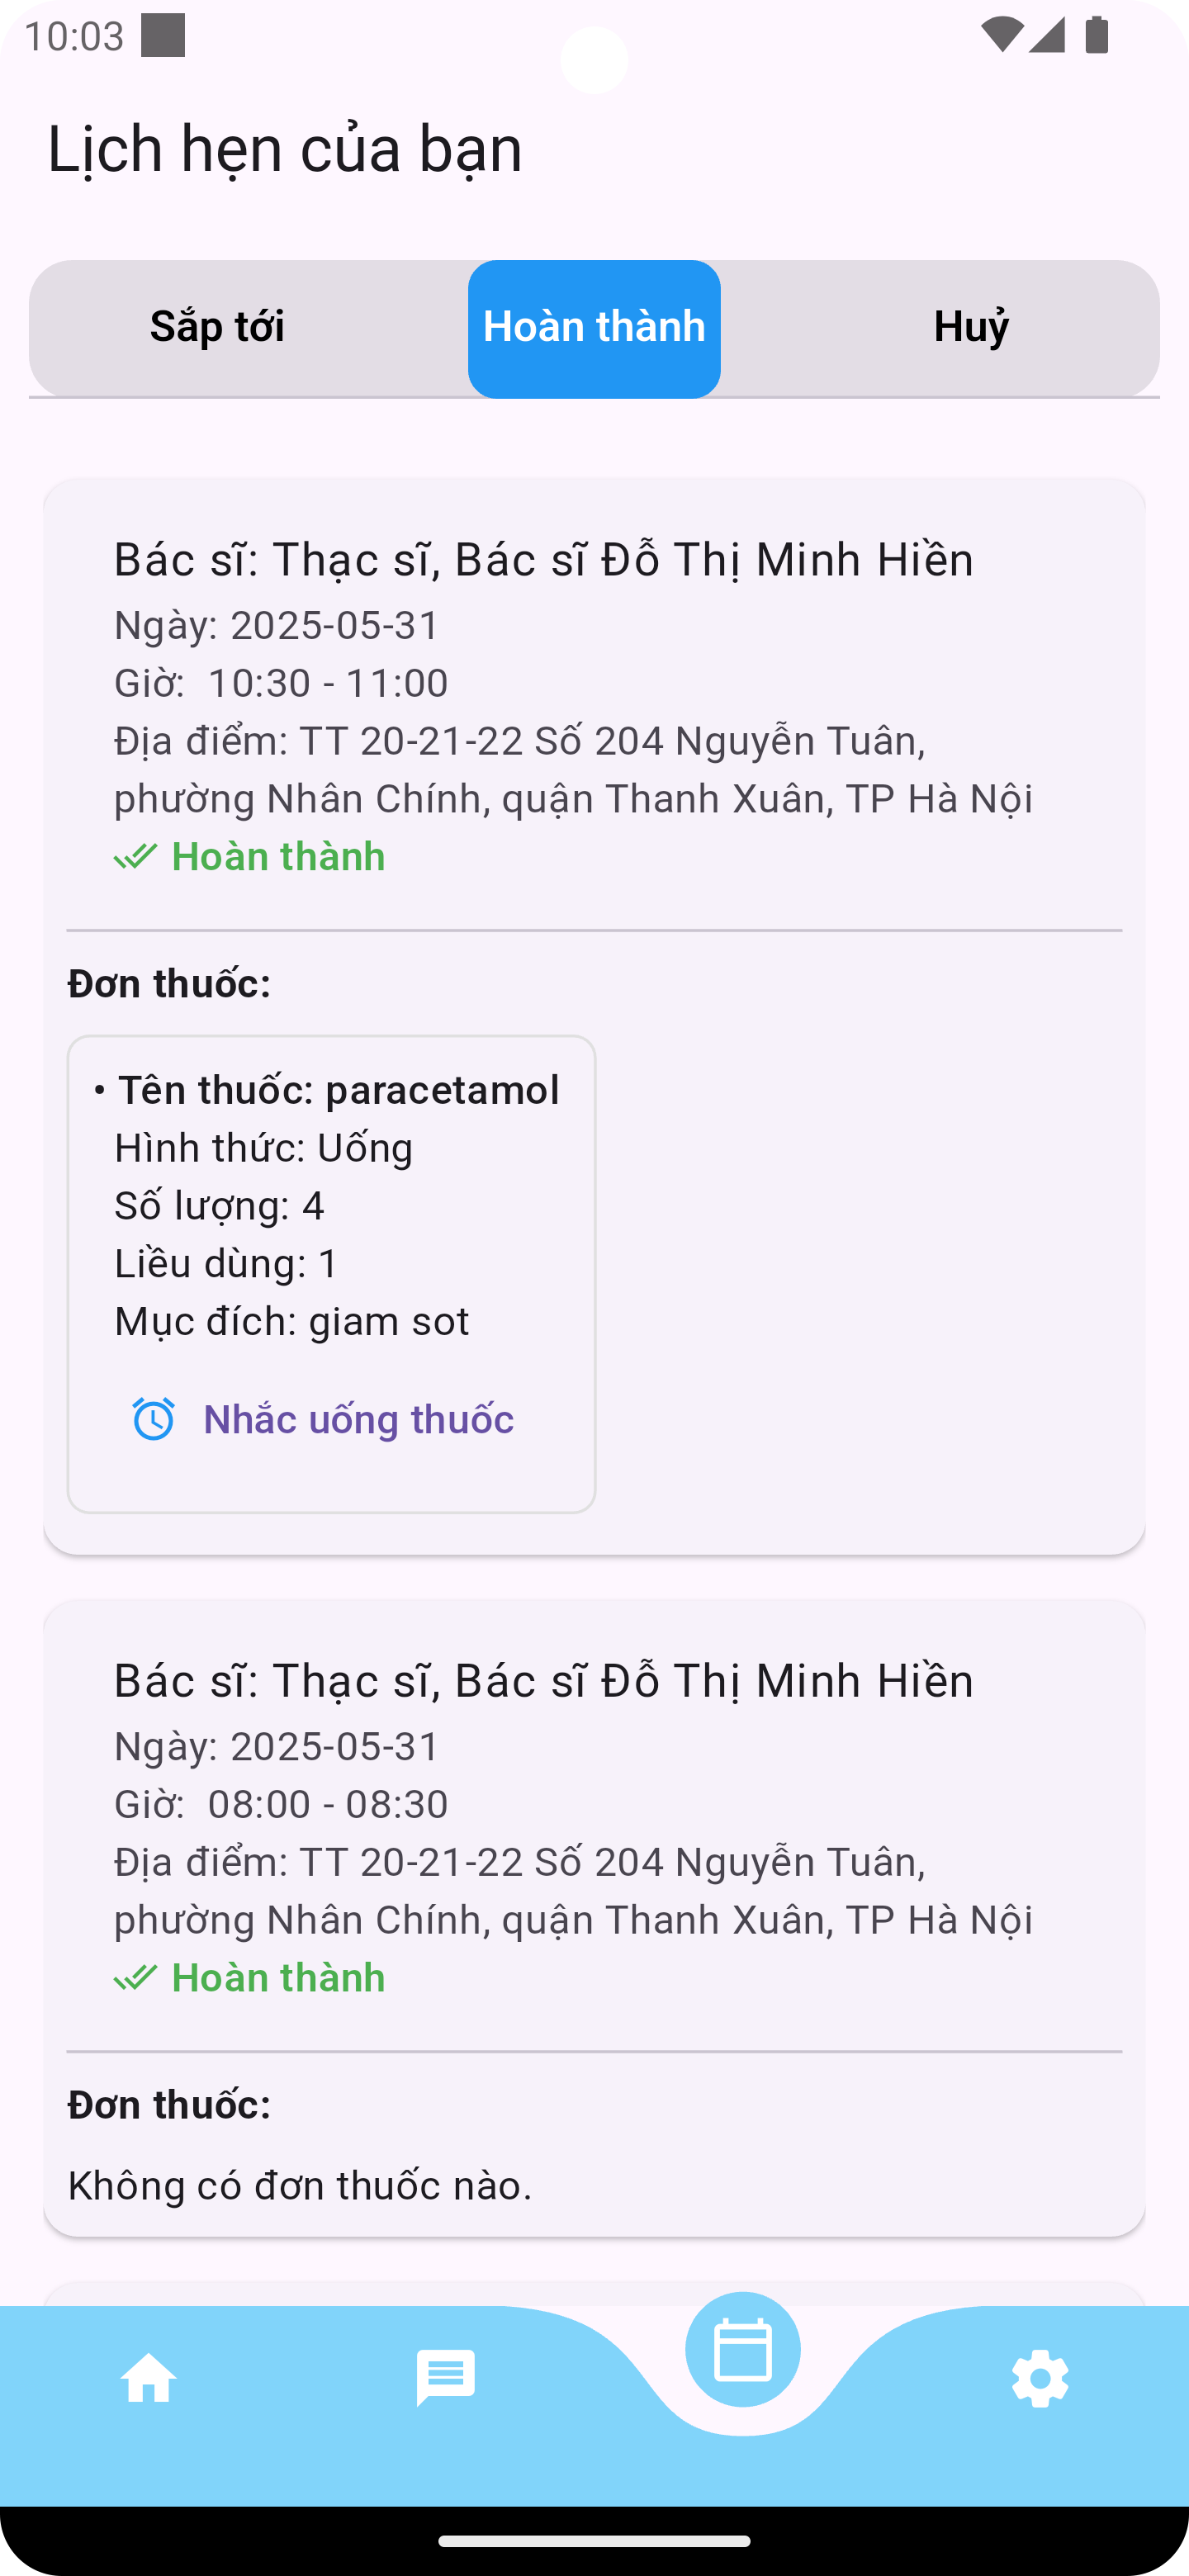 10:03
Lịch hẹn của bạn
Sắp tới
Hoàn thành
Huỷ
Bác sĩ: Thạc sĩ, Bác sĩ Đỗ Thị Minh Hiền
Ngày: 2025-05-31
Giờ:  10:30 - 11:00
Địa điểm: TT 20-21-22 Số 204 Nguyễn Tuân,
phường Nhân Chính, quận Thanh Xuân, TP Hà Nội
Hoàn thành
Đơn thuốc:
• Tên thuốc: paracetamol
Hình thức: Uống
Số lượng: 4
Liều dùng: 1
Mục đích: giam sot
Nhắc uống thuốc
Bác sĩ: Thạc sĩ, Bác sĩ Đỗ Thị Minh Hiền
Ngày: 2025-05-31
Giờ:  08:00 - 08:30
Địa điểm: TT 20-21-22 Số 204 Nguyễn Tuân,
phường Nhân Chính, quận Thanh Xuân, TP Hà Nội
Hoàn thành
Đơn thuốc:
Không có đơn thuốc nào.